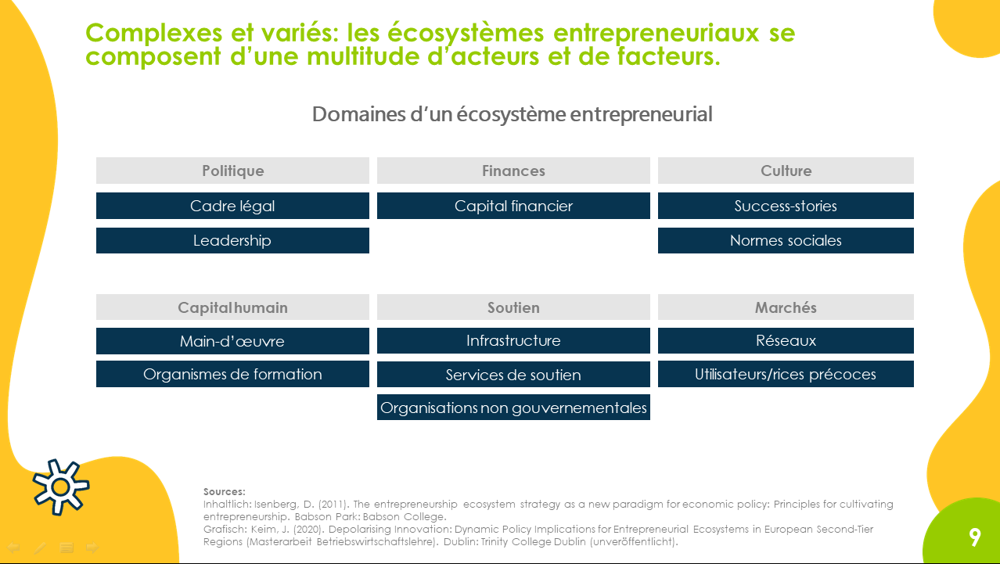 Complexes et variés: les écosystèmes entrepreneuriaux se
composent d’une multitude d’acteurs et de facteurs.
Domaines d’un écosystème entrepreneurial
Politique
Finances
Culture
Cadre légal
Capital financier
Success-stories
Leadership
Normes sociales
Capital humain
Soutien
Marchés
Main-d’œuvre
Infrastructure
Réseaux
Organismes de formation
Services de soutien
Utilisateurs/rices précoces
Organisations non gouvernementales
Sources:
Inhaltlich: Isenberg, D. (2011). The entrepreneurship ecosystem strategy as a new paradigm for economic policy: Principles for cultivating
entrepreneurship. Babson Park: Babson College.
Grafisch: Keim, J. (2020). Depolarising Innovation: Dynamic Policy Implications for Entrepreneurial Ecosystems in European Second-Tier
Regions (Masterarbeit Betriebswirtschaftslehre). Dublin: Trinity College Dublin (unveröffentlicht).
9